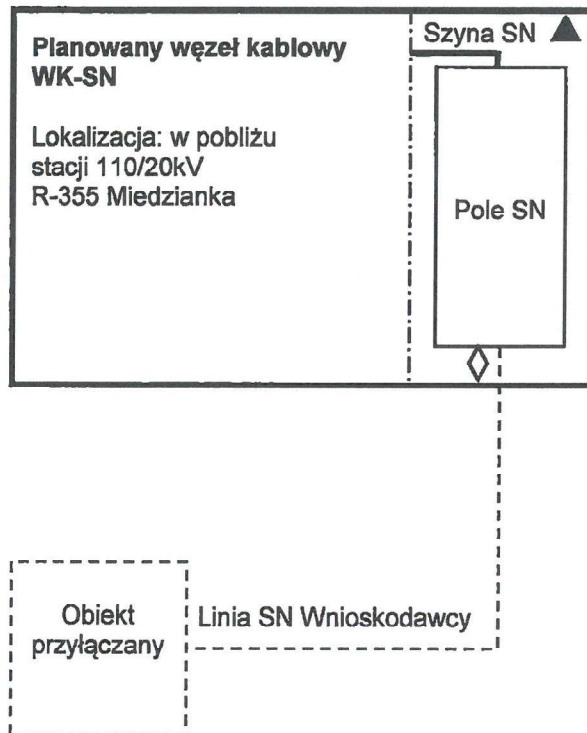 Planowany węzeł kablowy
WK-SN
Lokalizacja: w pobliżu
stacji 110/20kV
R-355 Miedzianka
Szyna SN
Pole SN
Obiekt
przyłączany
Linia SN Wnioskodawcy